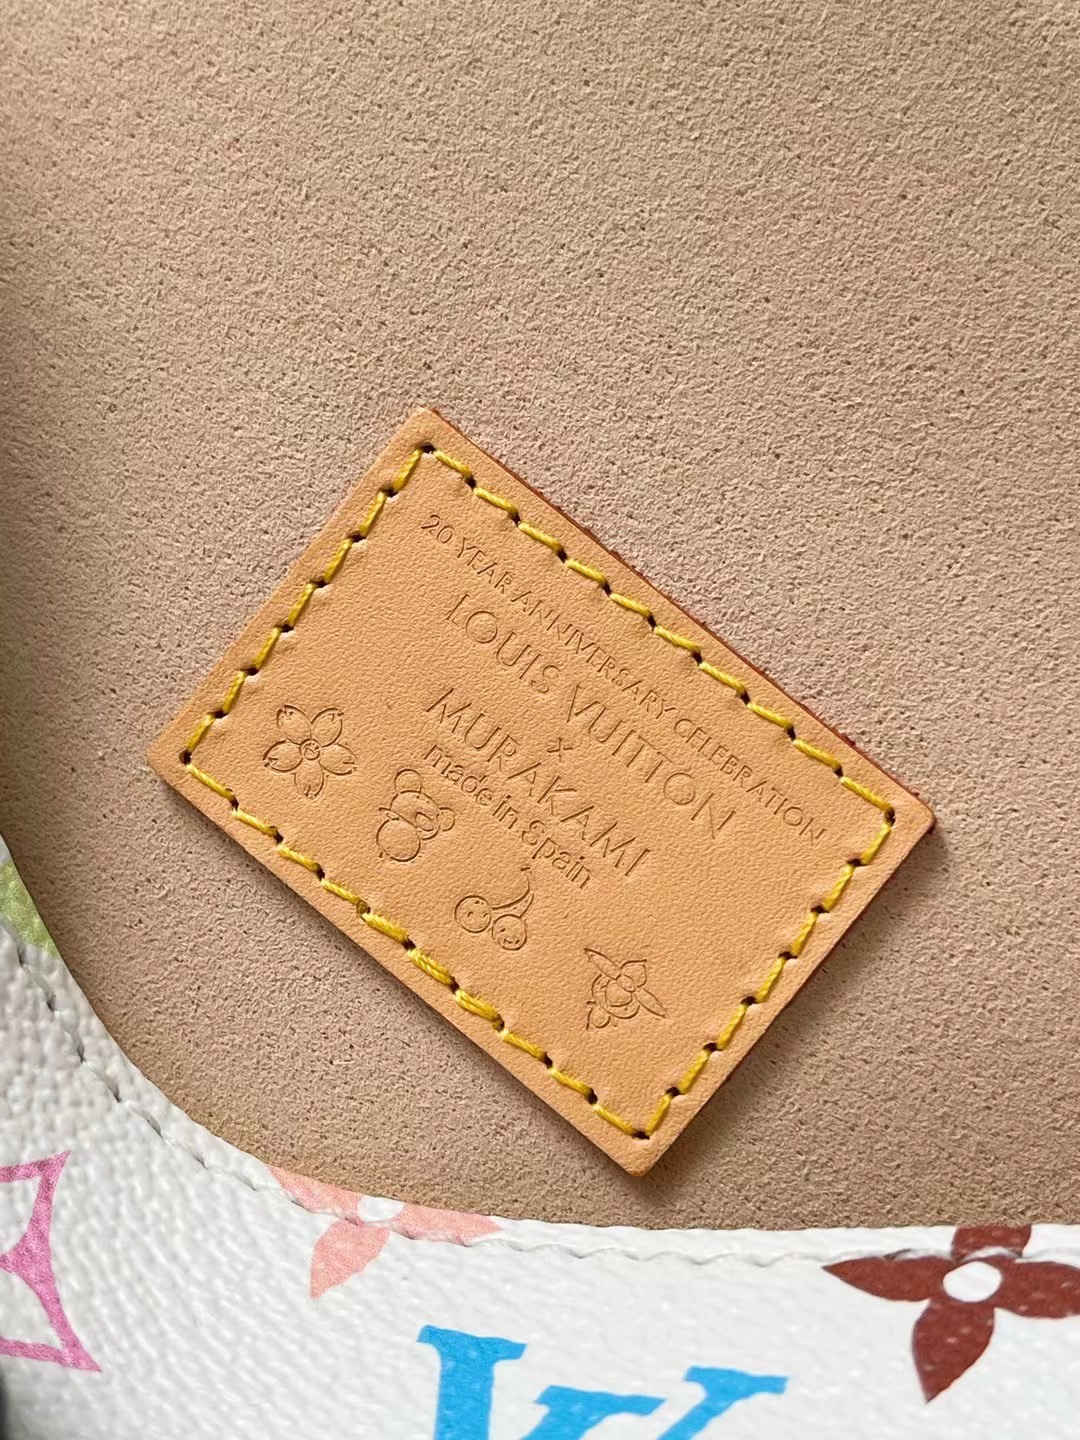 20 YEAR ANNIVERSARY CELEBRATION
LOUIS VUITTON
×
MURAKAMI
made in Spain